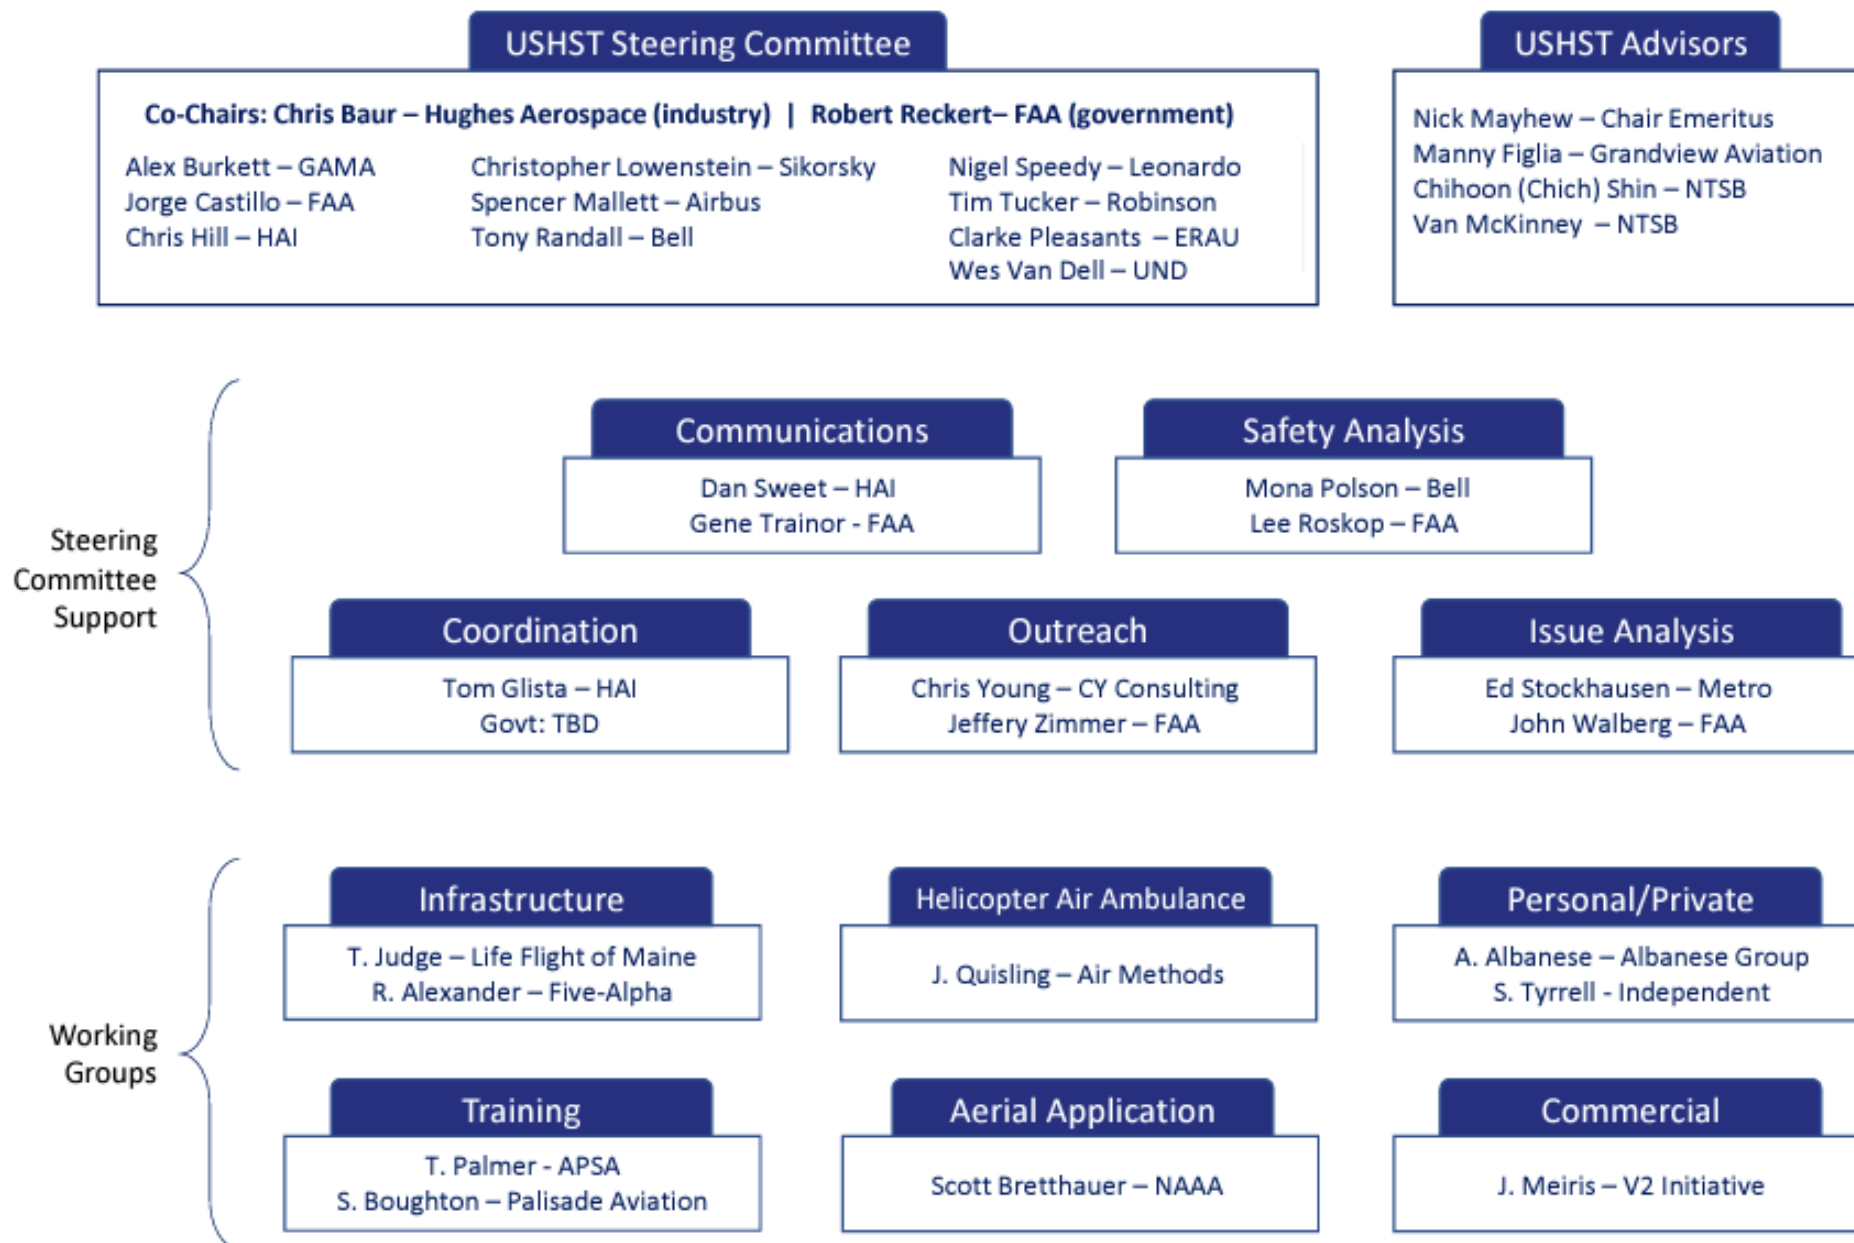 USHST Steering Committee
Co-Chairs: Chris Baur – Hughes Aerospace (industry) | Robert Reckert– FAA (government)
Alex Burkett – GAMA
Jorge Castillo – FAA
Chris Hill – HAI
Christopher Lowenstein – Sikorsky
Spencer Mallett – Airbus
Tony Randall – Bell
Nigel Speedy – Leonardo
Tim Tucker – Robinson
Clarke Pleasants – ERAU
Wes Van Dell – UND
USHST Advisors
Nick Mayhew – Chair Emeritus
Manny Figlia – Grandview Aviation
Chihoon (Chich) Shin – NTSB
Van McKinney – NTSB
Steering
Committee
Support
Communications
Dan Sweet – HAI
Gene Trainor - FAA
Safety Analysis
Mona Polson – Bell
Lee Roskop – FAA
Coordination
Tom Glista – HAI
Govt: TBD
Outreach
Chris Young – CY Consulting
Jeffery Zimmer – FAA
Issue Analysis
Ed Stockhausen – Metro
John Walberg – FAA
Working
Groups
Infrastructure
T. Judge – Life Flight of Maine
R. Alexander – Five-Alpha
Helicopter Air Ambulance
J. Quisling – Air Methods
Personal/Private
A. Albanese – Albanese Group
S. Tyrrell - Independent
Training
T. Palmer - APSA
S. Boughton – Palisade Aviation
Aerial Application
Scott Bretthauer – NAAA
Commercial
J. Meiris – V2 Initiative